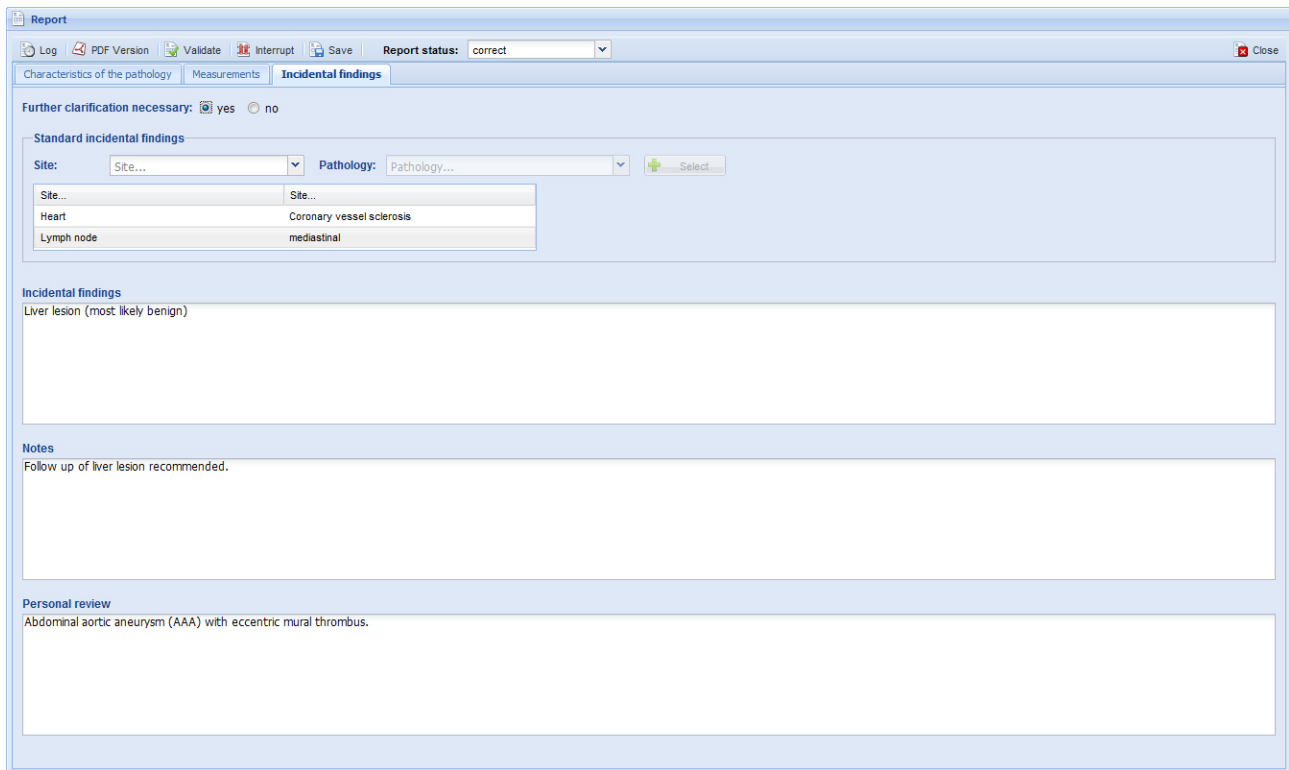 Report
Log PDF Version Validate Interrupt Save Report status: correct Close
Characteristics of the pathology Measurements Incidental findings
Further clarification necessary: yes no
Standard incidental findings
Site: Site... Pathology: Pathology... Select
Site... Site...
Heart Coronary vessel sclerosis
Lymph node mediastinal
Incidental findings
Liver lesion (most likely benign)
Notes
Follow up of liver lesion recommended.
Personal review
Abdominal aortic aneurysm (AAA) with eccentric mural thrombus.